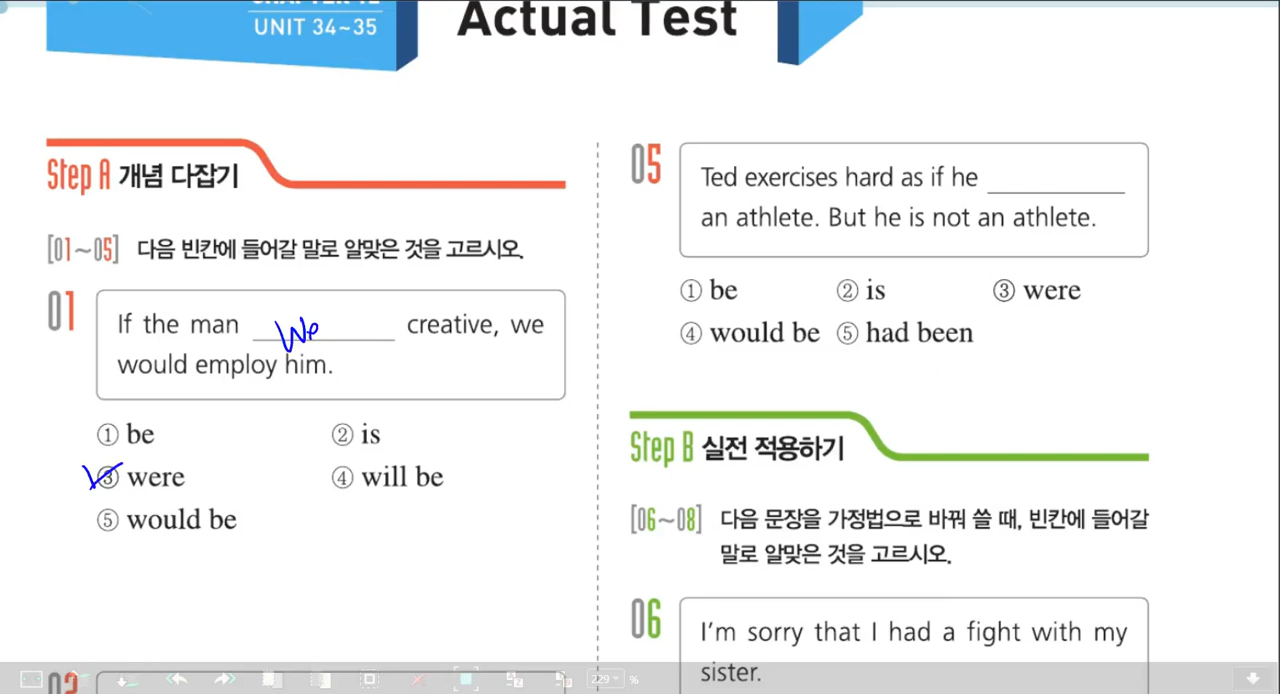 CHAPTER 12
UNIT 34~35
Actual Test
Step A 개념 다잡기
[01~05] 다음 빈칸에 들어갈 말로 알맞은 것을 고르시오.
01
If the man We creative, we
would employ him.
① be ② is
③ were ④ will be
⑤ would be
02
05
Ted exercises hard as if he ____________
an athlete. But he is not an athlete.
① be ② is ③ were
④ would be ⑤ had been
Step B 실전 적용하기
[06~08] 다음 문장을 가정법으로 바꿔 쓸 때, 빈칸에 들어갈
말로 알맞은 것을 고르시오.
06
I'm sorry that I had a fight with my
sister.
229 %